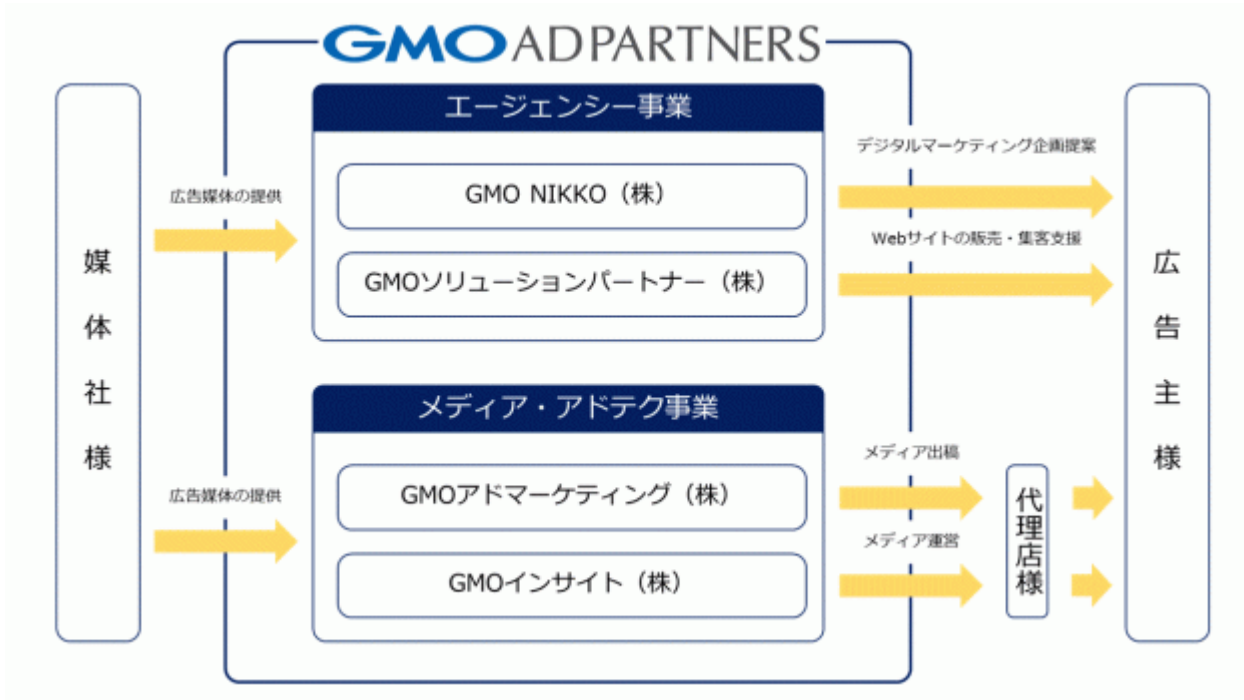 GMO AD PARTNERS
媒体社様
広告媒体の提供
エージェンシー事業
GMO NIKKO（株）
GMOソリューションパートナー（株）
デジタルマーケティング企画提案
Webサイトの販売・集客支援
広告媒体の提供
メディア・アドテク事業
GMOアドマーケティング（株）
GMOインサイト（株）
メディア出稿
メディア運営
代理店様
広告主様